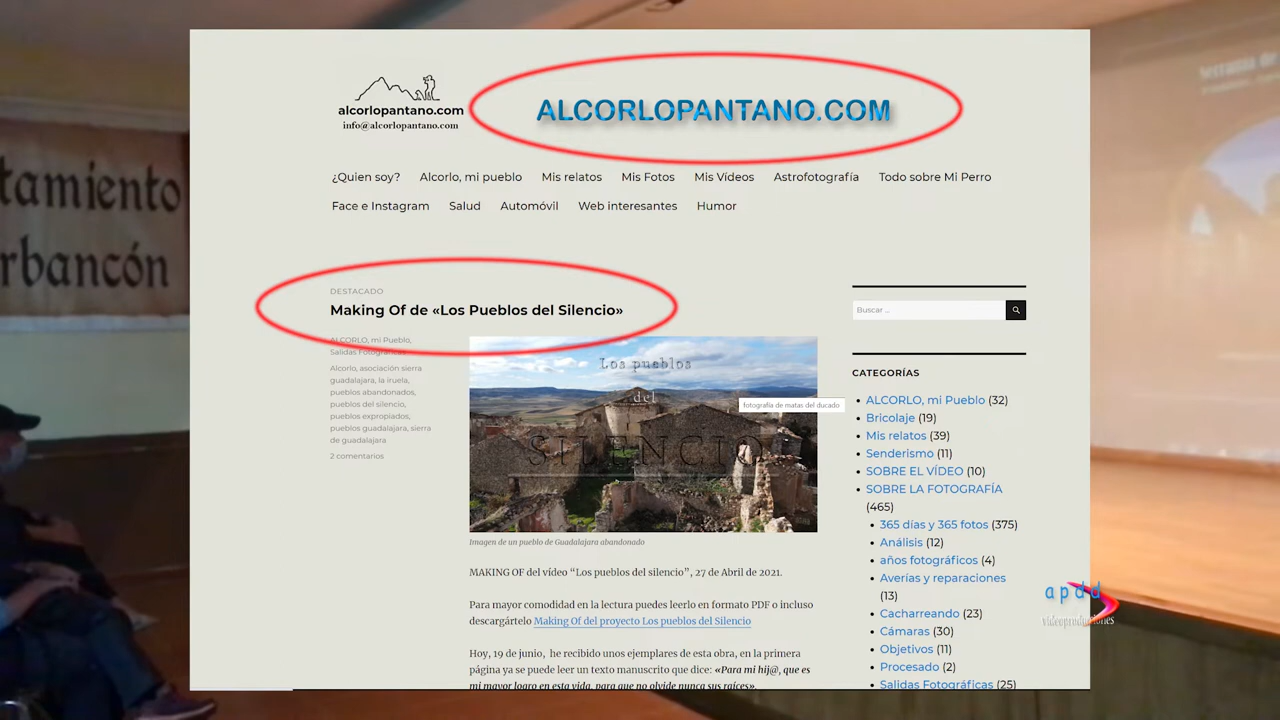 tamiento
rbancón
alcorlopantano.com
info@alcorlopantano.com
ALCORLOPANTANO.COM
¿Quien soy? Alcorlo, mi pueblo Mis relatos Mis Fotos Mis Vídeos Astrofotografía Todo sobre Mi Perro
Face e Instagram Salud Automóvil Web interesantes Humor
DESTACADO
Making Of de «Los Pueblos del Silencio»
ALCORLO, mi Pueblo,
Salidas Fotográficas
Alcorlo, asociación sierra
guadalajara, la iruela,
pueblos abandonados,
pueblos del silencio,
pueblos expropiados,
pueblos guadalajara, sierra
de guadalajara
2 comentarios
Los pueblos
del
SILENCIO
fotografía de matas del ducado
Imagen de un pueblo de Guadalajara abandonado
MAKING OF del vídeo “Los pueblos del silencio”, 27 de Abril de 2021.
Para mayor comodidad en la lectura puedes leerlo en formato PDF o incluso
descargártelo Making Of del proyecto Los pueblos del Silencio
Hoy, 19 de junio, he recibido unos ejemplares de esta obra, en la primera
página ya se puede leer un texto manuscrito que dice: «Para mi hij@, que es
mi mayor logro en esta vida, para que no olvide nunca sus raíces».
Buscar ...
CATEGORÍAS
ALCORLO, mi Pueblo (32)
Bricolaje (19)
Mis relatos (39)
Senderismo (11)
SOBRE EL VÍDEO (10)
SOBRE LA FOTOGRAFÍA
(465)
365 días y 365 fotos (375)
Análisis (12)
años fotográficos (4)
Averías y reparaciones
(13)
Cacharreando (23)
Cámaras (30)
Objetivos (11)
Procesado (2)
Salidas Fotográficas (25)
apdd
Videoproducciones